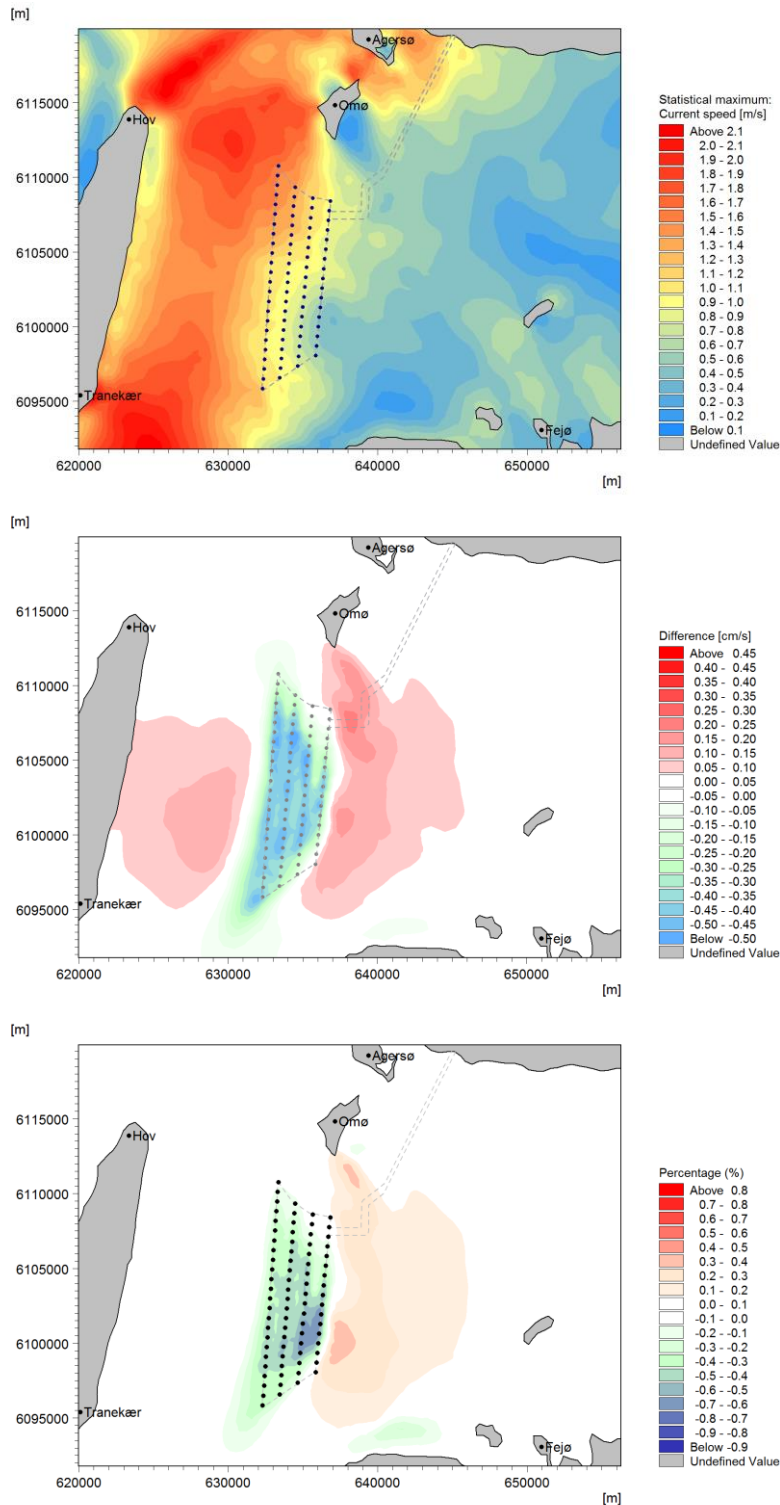 [m]
Agersø
6115000
Omø
Hov
6110000
6105000
6100000
6095000
Tranekær
Fejø
620000
630000
640000
650000
[m]
Statistical maximum:
Current speed [m/s]
Above 2.1
2.0 - 2.1
1.9 - 2.0
1.8 - 1.9
1.7 - 1.8
1.6 - 1.7
1.5 - 1.6
1.4 - 1.5
1.3 - 1.4
1.2 - 1.3
1.1 - 1.2
1.0 - 1.1
0.9 - 1.0
0.8 - 0.9
0.7 - 0.8
0.6 - 0.7
0.5 - 0.6
0.4 - 0.5
0.3 - 0.4
0.2 - 0.3
0.1 - 0.2
Below 0.1
Undefined Value
[m]
Agersø
6115000
Omø
Hov
6110000
6105000
6100000
6095000
Tranekær
Fejø
620000
630000
640000
650000
[m]
Difference [cm/s]
Above 0.45
0.40 - 0.45
0.35 - 0.40
0.30 - 0.35
0.25 - 0.30
0.20 - 0.25
0.15 - 0.20
0.10 - 0.15
0.05 - 0.10
0.00 - 0.05
-0.05 - 0.00
-0.10 - -0.05
-0.15 - -0.10
-0.20 - -0.15
-0.25 - -0.20
-0.30 - -0.25
-0.35 - -0.30
-0.40 - -0.35
-0.45 - -0.40
-0.50 - -0.45
Below -0.50
Undefined Value
[m]
Agersø
6115000
Omø
Hov
6110000
6105000
6100000
6095000
Tranekær
Fejø
620000
630000
640000
650000
[m]
Percentage (%)
Above 0.8
0.7 - 0.8
0.6 - 0.7
0.5 - 0.6
0.4 - 0.5
0.3 - 0.4
0.2 - 0.3
0.1 - 0.2
0.0 - 0.1
-0.1 - 0.0
-0.2 - -0.1
-0.3 - -0.2
-0.4 - -0.3
-0.5 - -0.4
-0.6 - -0.5
-0.7 - -0.6
-0.8 - -0.7
-0.9 - -0.8
Below -0.9
Undefined Value